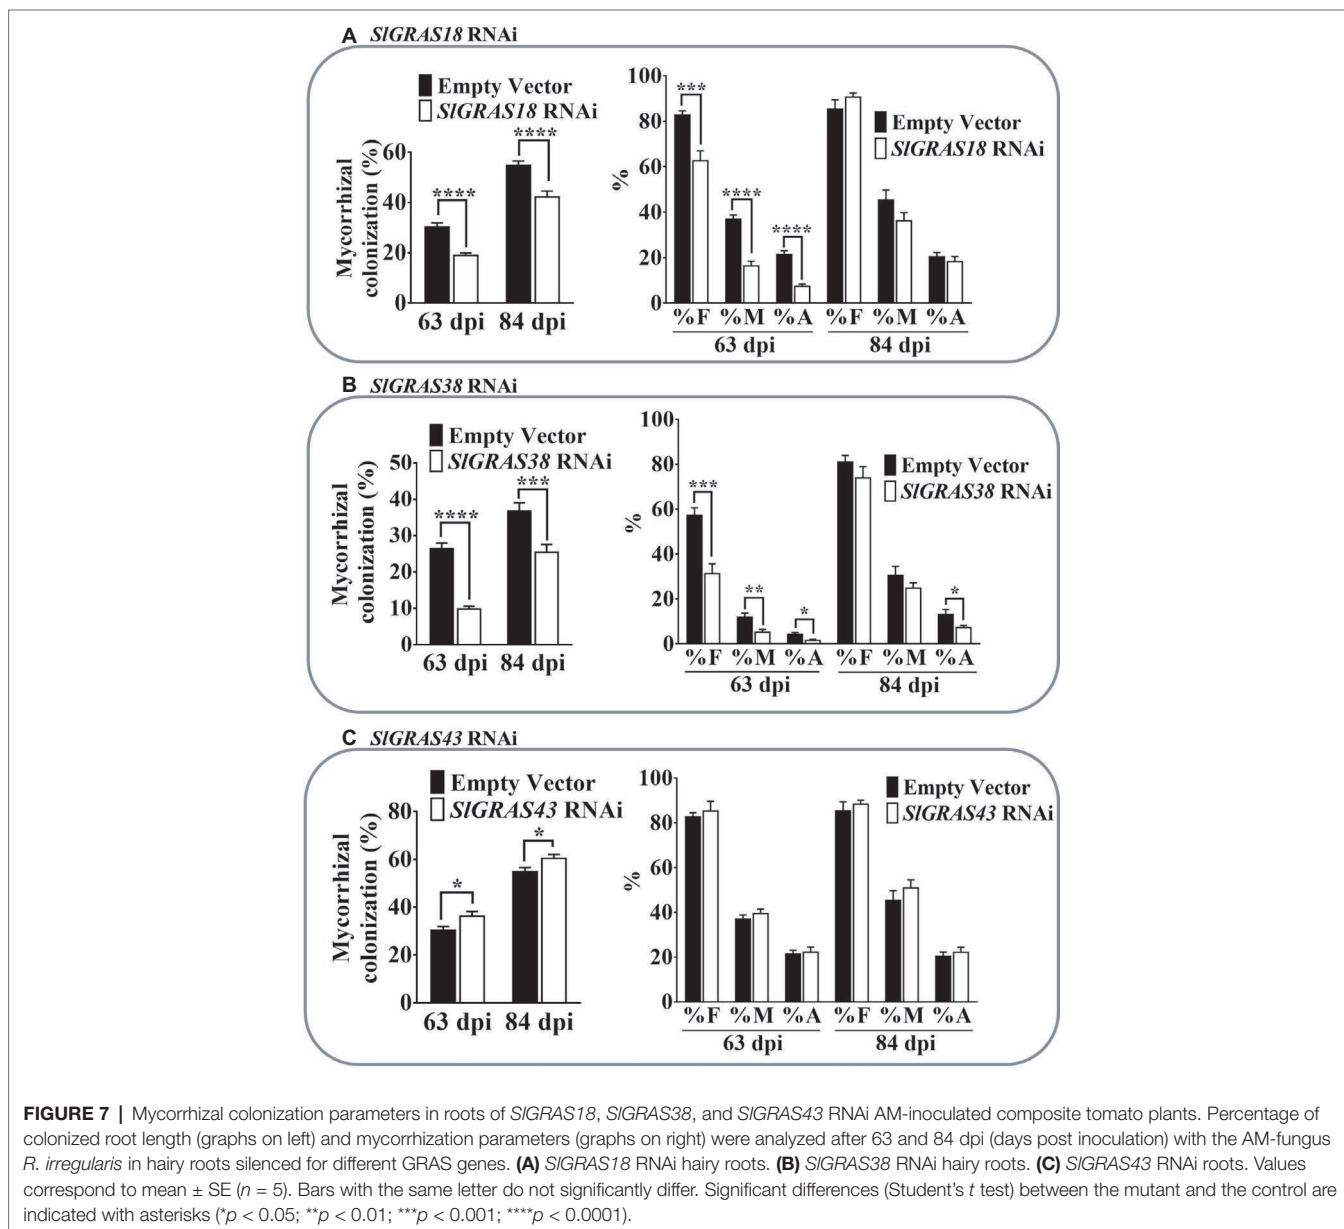 A SlGRAS18 RNAi
Empty Vector
SlGRAS18 RNAi
Mycorrhizal
colonization (%)
60
40
20
0
****
****
63 dpi 84 dpi
100
80
60
40
20
0
%
***
****
****
Empty Vector
SlGRAS18 RNAi
%F %M %A %F %M %A
63 dpi 84 dpi
B SlGRAS38 RNAi
Empty Vector
SlGRAS38 RNAi
Mycorrhizal
colonization (%)
50
40
30
20
10
0
****
***
63 dpi 84 dpi
100
80
60
40
20
0
%
***
**
*
*
Empty Vector
SlGRAS38 RNAi
%F %M %A %F %M %A
63 dpi 84 dpi
C SlGRAS43 RNAi
Empty Vector
SlGRAS43 RNAi
Mycorrhizal
colonization (%)
80
60
40
20
0
*
*
63 dpi 84 dpi
100
80
60
40
20
0
%
Empty Vector
SlGRAS43 RNAi
%F %M %A %F %M %A
63 dpi 84 dpi
FIGURE 7 | Mycorrhizal colonization parameters in roots of SlGRAS18, SlGRAS38, and SlGRAS43 RNAi AM-inoculated composite tomato plants. Percentage of
colonized root length (graphs on left) and mycorrhization parameters (graphs on right) were analyzed after 63 and 84 dpi (days post inoculation) with the AM-fungus
R. irregularis in hairy roots silenced for different GRAS genes. (A) SlGRAS18 RNAi hairy roots. (B) SlGRAS38 RNAi hairy roots. (C) SlGRAS43 RNAi roots. Values
correspond to mean ± SE (n = 5). Bars with the same letter do not significantly differ. Significant differences (Student's t test) between the mutant and the control are
indicated with asterisks (*p < 0.05; **p < 0.01; ***p < 0.001; ****p < 0.0001).